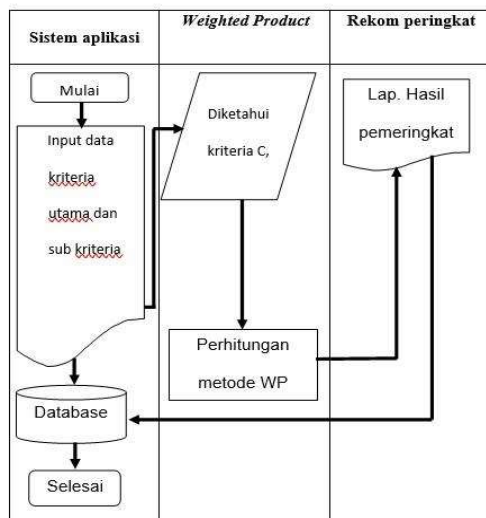 Sistem aplikasi
Weighted Product
Rekom peringkat
Mulai
Input data
kriteria
utama dan
sub kriteria
Database
Selesai
Diketahui
kriteria C,
Perhitungan
metode WP
Lap. Hasil
pemeringkat